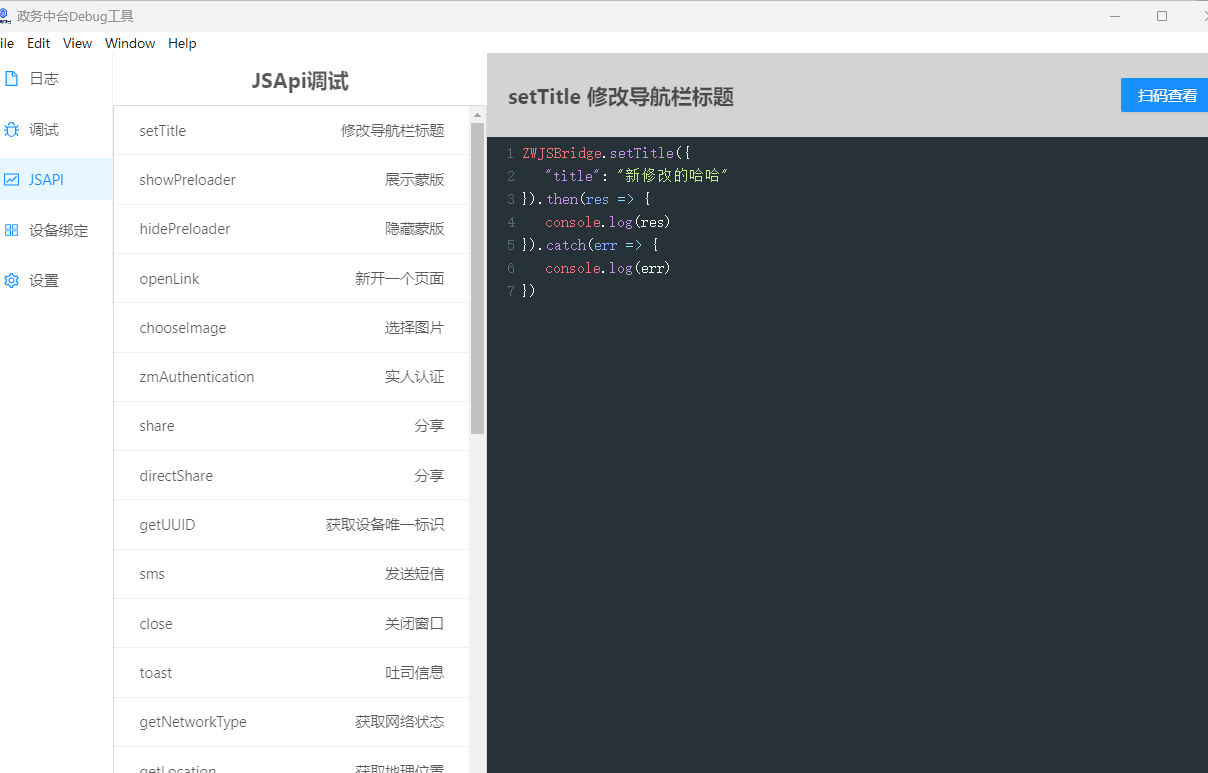 政务中台Debug工具
ile Edit View Window Help
日志
调试
JSAPI
设备绑定
设置
JSApi调试
setTitle 修改导航栏标题
showPreloader 展示蒙版
hidePreloader 隐藏蒙版
openLink 新开一个页面
chooseImage 选择图片
zmAuthentication 实人认证
share 分享
directShare 分享
getUUID 获取设备唯一标识
sms 发送短信
close 关闭窗口
toast 吐司信息
getNetworkType 获取网络状态
getLocation 获取地理位置
setTitle 修改导航栏标题
扫码查看
1 ZWJSBridge.setTitle({
2 "title": "新修改的哈哈"
3 }).then(res => {
4 console.log(res)
5 }).catch(err => {
6 console.log(err)
7 })